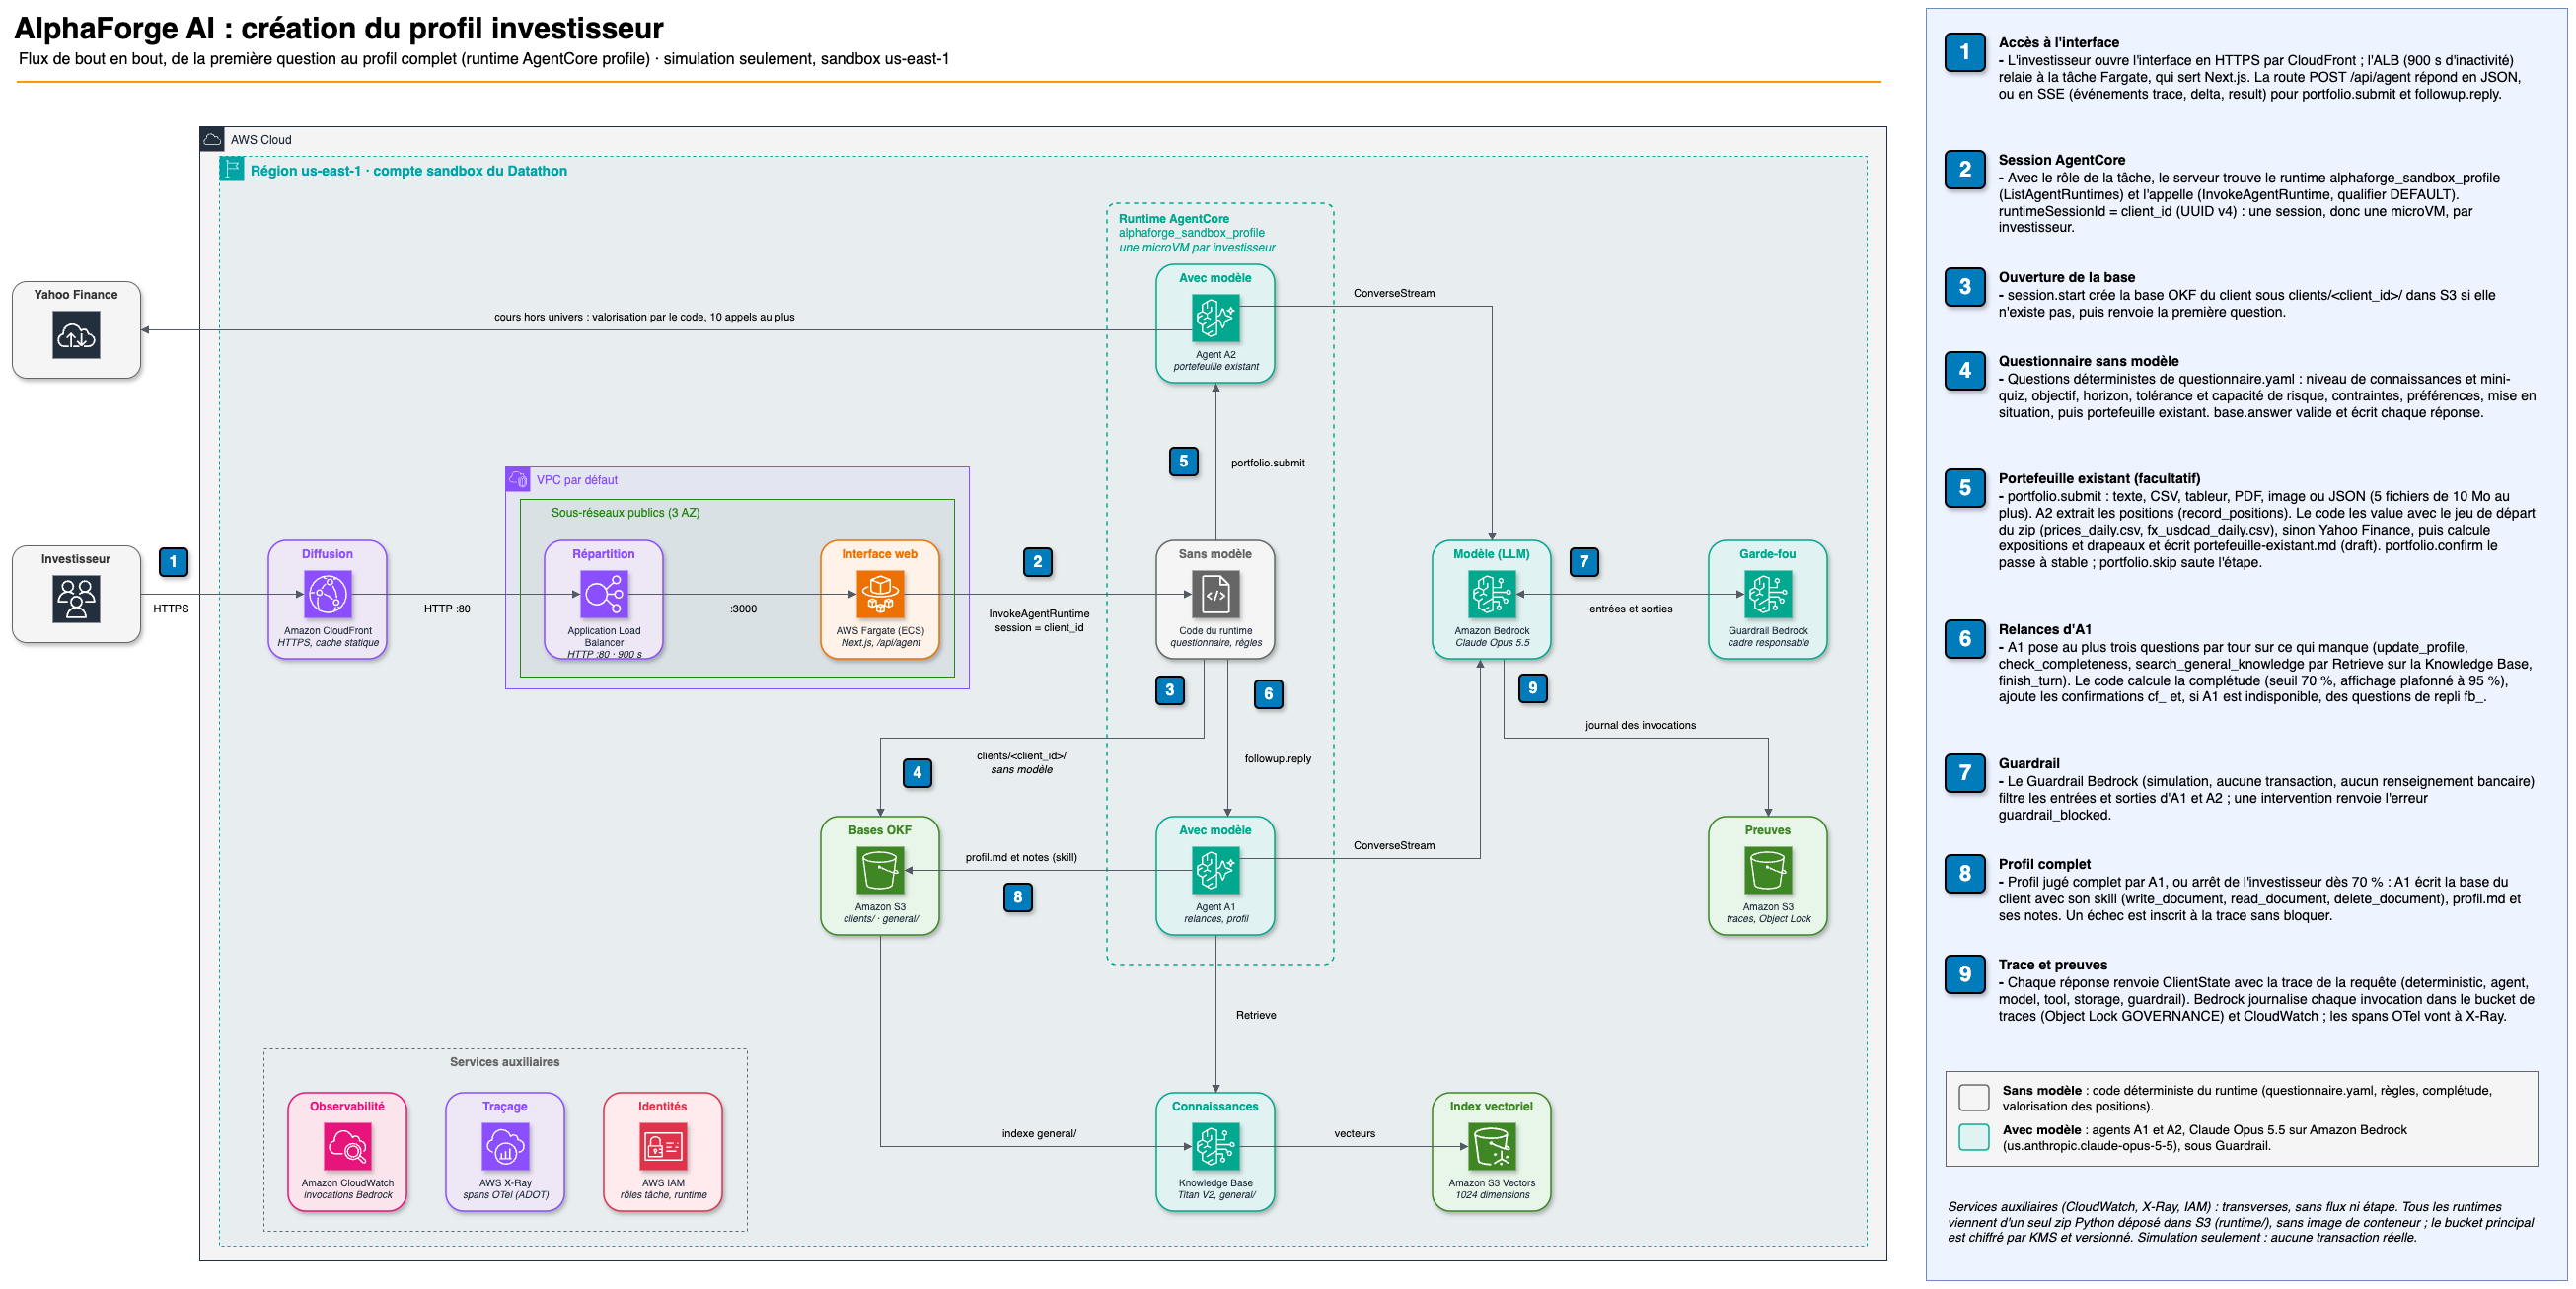 AlphaForge AI : création du profil investisseur
Flux de bout en bout, de la première question au profil complet (runtime AgentCore profile) · simulation seulement, sandbox us-east-1
AWS Cloud
Région us-east-1 · compte sandbox du Datathon
Runtime AgentCore
alphaforge_sandbox_profile
une microVM par investisseur
Avec modèle
Agent A2
portefeuille existant
ConverseStream
Yahoo Finance
cours hors univers : valorisation par le code, 10 appels au plus
5
portfolio.submit
VPC par défaut
Sous-réseaux publics (3 AZ)
Investisseur
1
HTTPS
Diffusion
Amazon CloudFront
HTTPS, cache statique
HTTP :80
Répartition
Application Load
Balancer
HTTP :80 · 900 s
:3000
Interface web
AWS Fargate (ECS)
Next.js, /api/agent
2
InvokeAgentRuntime
session = client_id
Sans modèle
Code du runtime
questionnaire, règles
Modèle (LLM)
Amazon Bedrock
Claude Opus 5.5
7
entrées et sorties
Garde-fou
Guardrail Bedrock
cadre responsable
3
6
9
journal des invocations
clients/<client_id>/
sans modèle
4
followup.reply
Bases OKF
Amazon S3
clients/ · general/
profil.md et notes (skill)
8
Avec modèle
Agent A1
relances, profil
ConverseStream
Preuves
Amazon S3
traces, Object Lock
Retrieve
Services auxiliaires
Observabilité
Amazon CloudWatch
invocations Bedrock
Traçage
AWS X-Ray
spans OTel (ADOT)
Identités
AWS IAM
rôles tâche, runtime
indexe general/
Connaissances
Knowledge Base
Titan V2, general/
vecteurs
Index vectoriel
Amazon S3 Vectors
1024 dimensions
1
Accès à l'interface
- L'investisseur ouvre l'interface en HTTPS par CloudFront ; l'ALB (900 s d'inactivité)
relaie à la tâche Fargate, qui sert Next.js. La route POST /api/agent répond en JSON,
ou en SSE (événements trace, delta, result) pour portfolio.submit et followup.reply.
2
Session AgentCore
- Avec le rôle de la tâche, le serveur trouve le runtime alphaforge_sandbox_profile
(ListAgentRuntimes) et l'appelle (InvokeAgentRuntime, qualifier DEFAULT).
runtimeSessionId = client_id (UUID v4) : une session, donc une microVM, par
investisseur.
3
Ouverture de la base
- session.start crée la base OKF du client sous clients/<client_id>/ dans S3 si elle
n'existe pas, puis renvoie la première question.
4
Questionnaire sans modèle
- Questions déterministes de questionnaire.yaml : niveau de connaissances et mini-
quiz, objectif, horizon, tolérance et capacité de risque, contraintes, préférences, mise en
situation, puis portefeuille existant. base.answer valide et écrit chaque réponse.
5
Portefeuille existant (facultatif)
- portfolio.submit : texte, CSV, tableur, PDF, image ou JSON (5 fichiers de 10 Mo au
plus). A2 extrait les positions (record_positions). Le code les value avec le jeu de départ
du zip (prices_daily.csv, fx_usdcad_daily.csv), sinon Yahoo Finance, puis calcule
expositions et drapeaux et écrit portefeuille-existant.md (draft). portfolio.confirm le
passe à stable ; portfolio.skip saute l'étape.
6
Relances d'A1
- A1 pose au plus trois questions par tour sur ce qui manque (update_profile,
check_completeness, search_general_knowledge par Retrieve sur la Knowledge Base,
finish_turn). Le code calcule la complétude (seuil 70 %, affichage plafonné à 95 %),
ajoute les confirmations cf_ et, si A1 est indisponible, des questions de repli fb_.
7
Guardrail
- Le Guardrail Bedrock (simulation, aucune transaction, aucun renseignement bancaire)
filtre les entrées et sorties d'A1 et A2 ; une intervention renvoie l'erreur
guardrail_blocked.
8
Profil complet
- Profil jugé complet par A1, ou arrêt de l'investisseur dès 70 % : A1 écrit la base du
client avec son skill (write_document, read_document, delete_document), profil.md et
ses notes. Un échec est inscrit à la trace sans bloquer.
9
Trace et preuves
- Chaque réponse renvoie ClientState avec la trace de la requête (deterministic, agent,
model, tool, storage, guardrail). Bedrock journalise chaque invocation dans le bucket de
traces (Object Lock GOVERNANCE) et CloudWatch ; les spans OTel vont à X-Ray.
Sans modèle : code déterministe du runtime (questionnaire.yaml, règles, complétude,
valorisation des positions).
Avec modèle : agents A1 et A2, Claude Opus 5.5 sur Amazon Bedrock
(us.anthropic.claude-opus-5-5), sous Guardrail.
Services auxiliaires (CloudWatch, X-Ray, IAM) : transverses, sans flux ni étape. Tous les runtimes
viennent d'un seul zip Python déposé dans S3 (runtime/), sans image de conteneur ; le bucket principal
est chiffré par KMS et versionné. Simulation seulement : aucune transaction réelle.